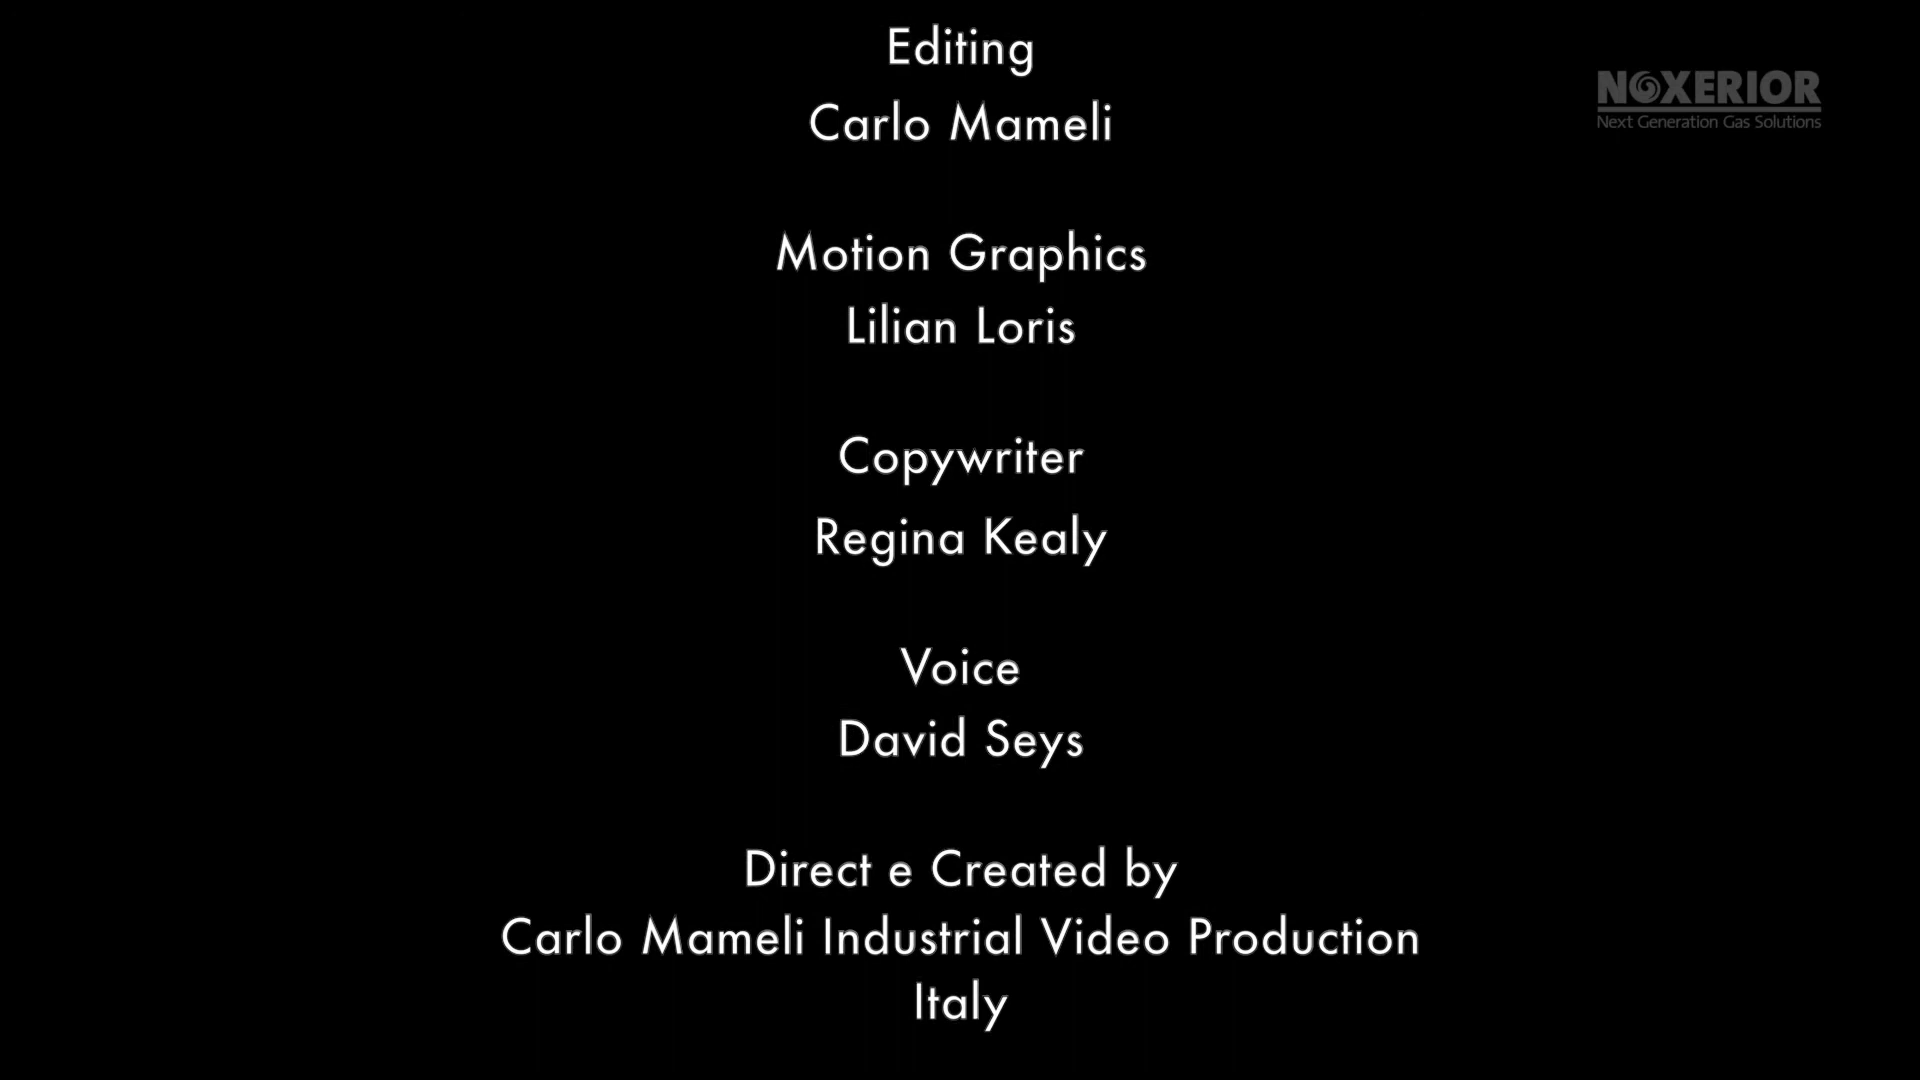 Editing
Carlo Mameli
NOXERIOR
Next Generation Gas Solutions
Motion Graphics
Lilian Loris
Copywriter
Regina Kealy
Voice
David Seys
Direct e Created by
Carlo Mameli Industrial Video Production
Italy